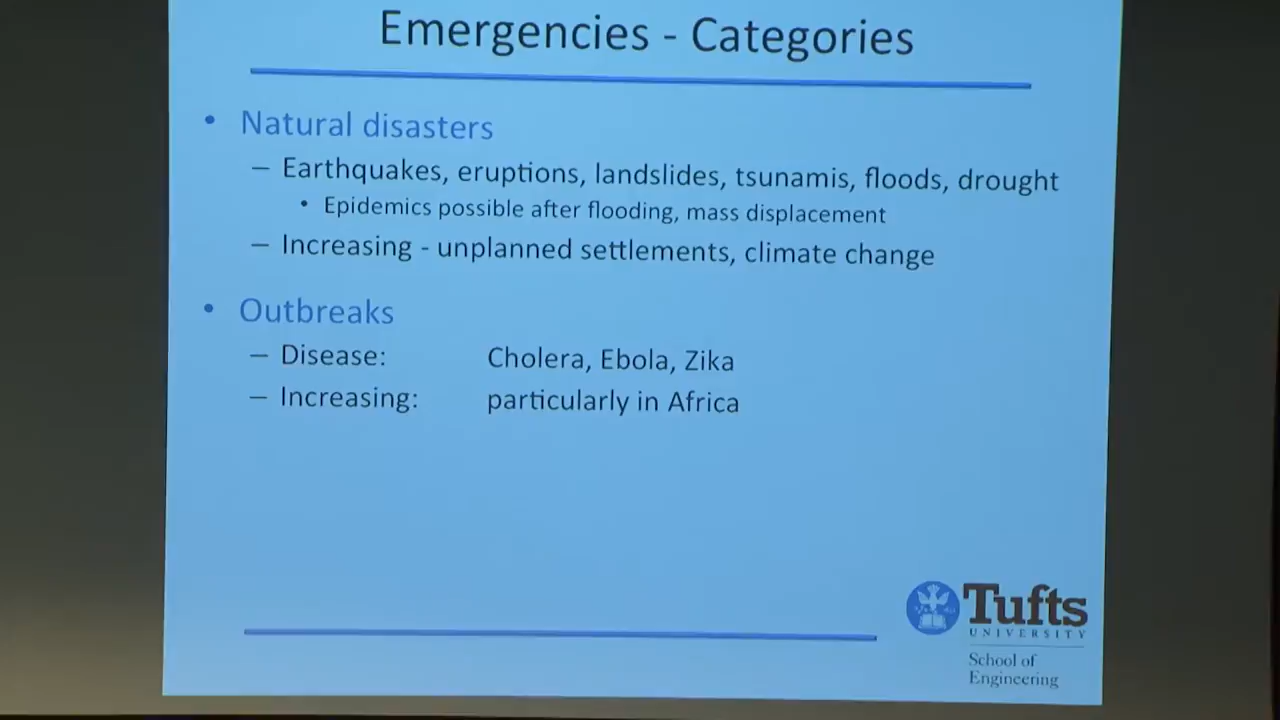 Emergencies - Categories
• Natural disasters
– Earthquakes, eruptions, landslides, tsunamis, floods, drought
• Epidemics possible after flooding, mass displacement
– Increasing - unplanned settlements, climate change
• Outbreaks
– Disease: Cholera, Ebola, Zika
– Increasing: particularly in Africa
Tufts
UNIVERSITY
School of
Engineering